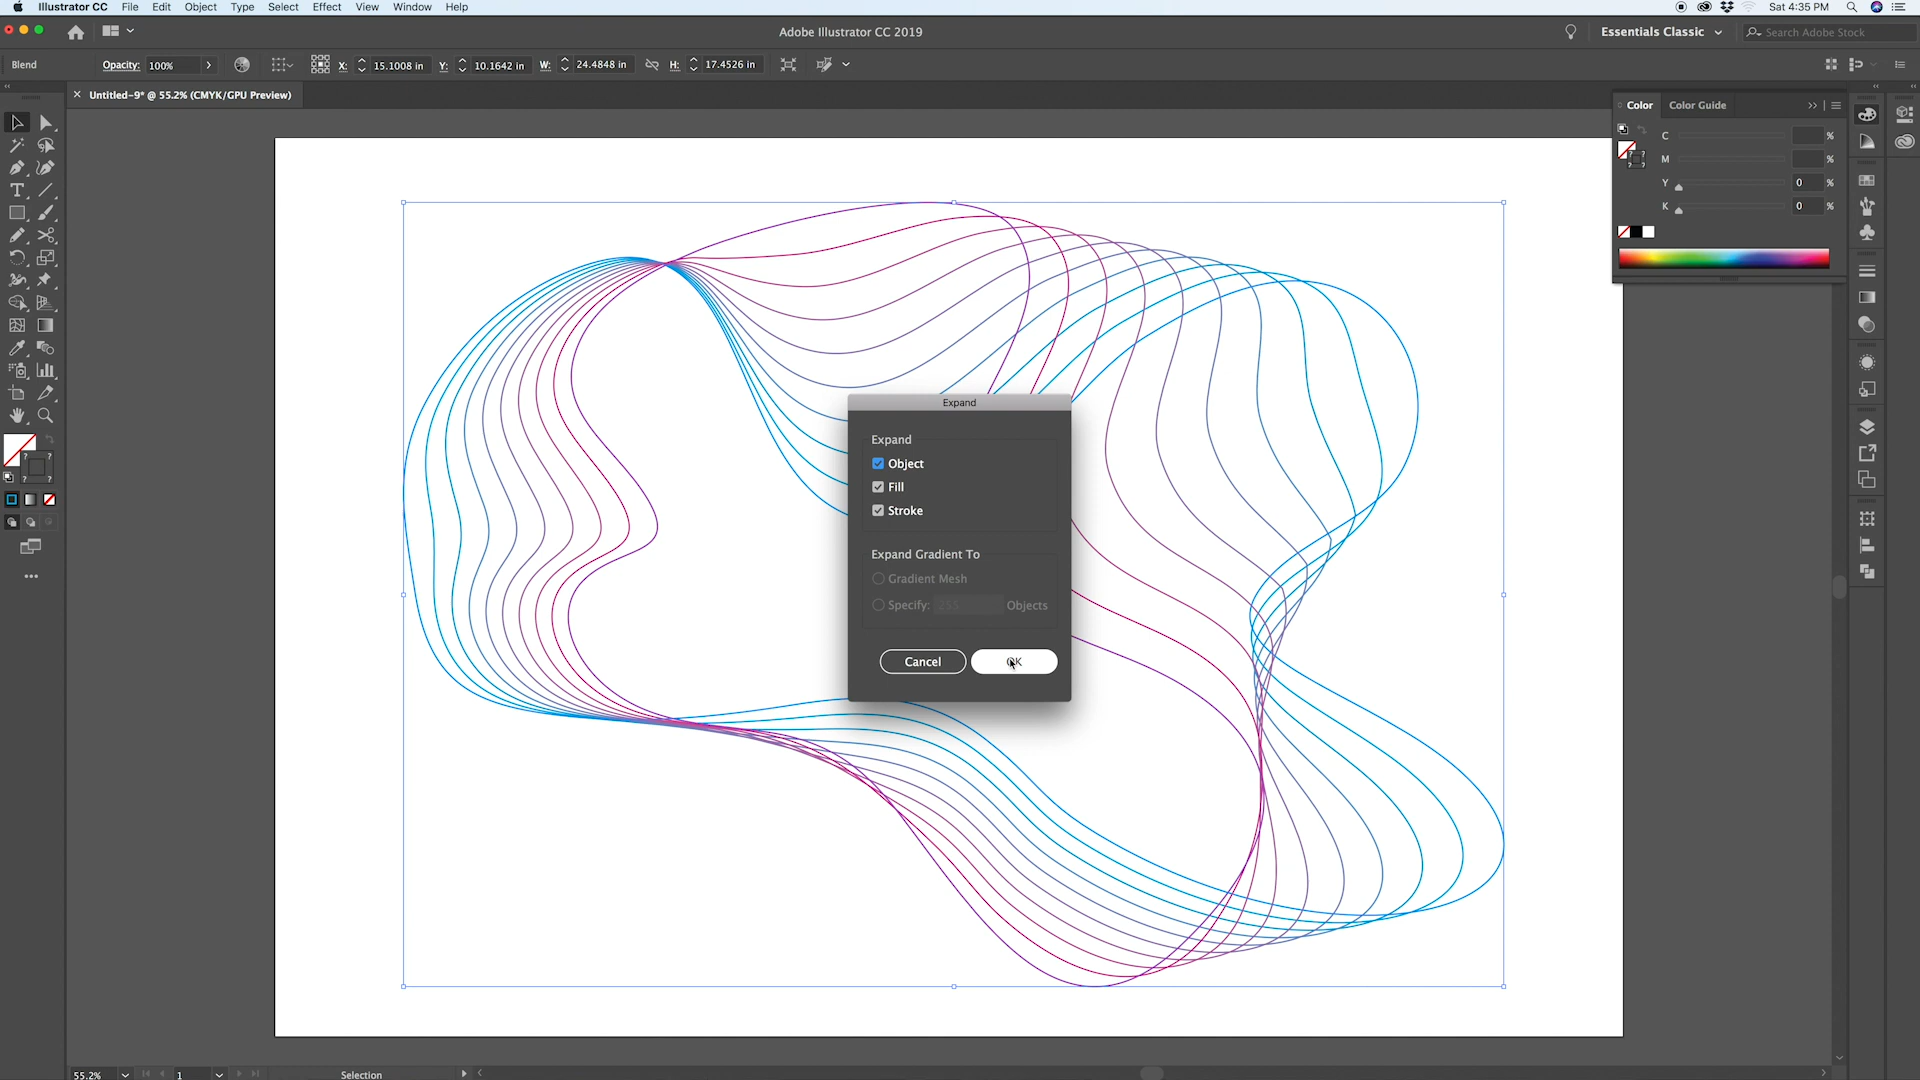 Illustrator CC File Edit Object Type Select Effect View Window Help Sat 4:35 PM
Adobe Illustrator CC 2019 Essentials Classic Search Adobe Stock
Blend Opacity: 100% X: 15.1008 in Y: 10.1642 in W: 24.4848 in H: 17.4526 in
× Untitled-9* @ 55.2% (CMYK/GPU Preview)
Color Color Guide
C %
M %
Y 0 %
K 0 %
Expand
Expand
Object
Fill
Stroke
Expand Gradient To
Gradient Mesh
Specify: 255 Objects
Cancel OK
55.2% 1 Selection